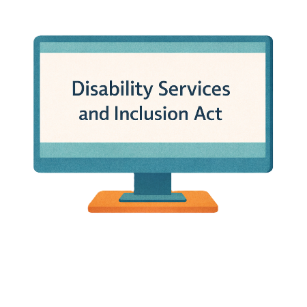 Disability Services
and Inclusion Act